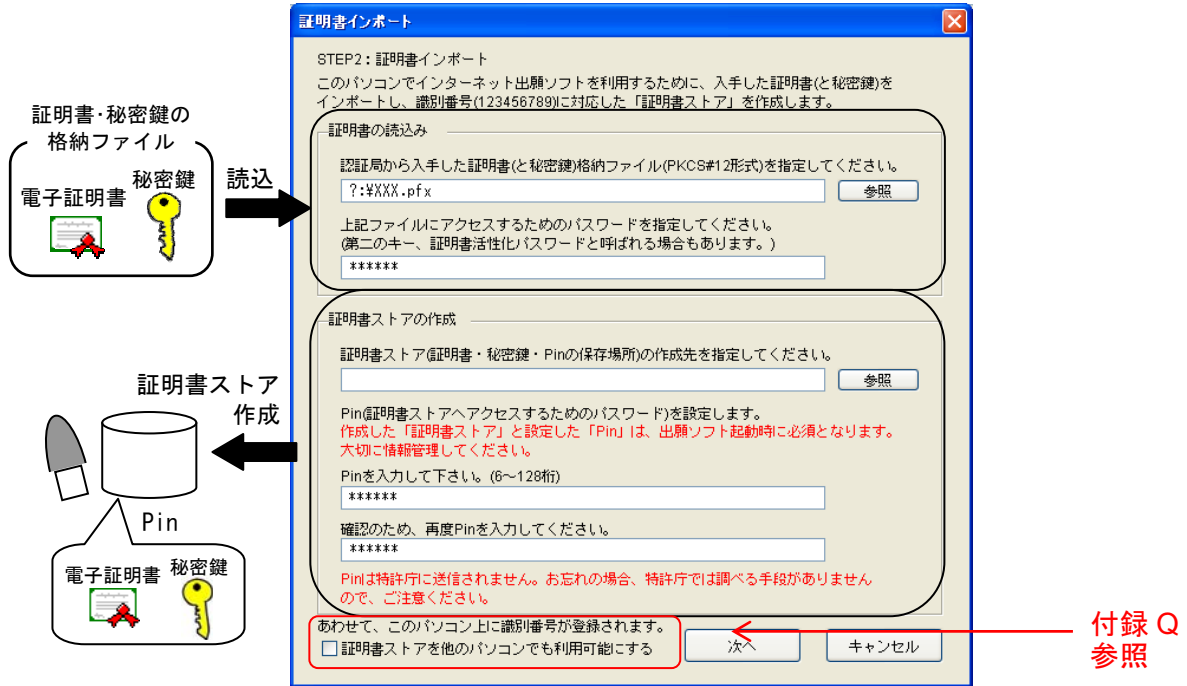 証明書インポート
STEP2：証明書インポート
このパソコンでインターネット出願ソフトを利用するために、入手した証明書(と秘密鍵)を
インポートし、識別番号(123456789)に対応した「証明書ストア」を作成します。
証明書・秘密鍵の
格納ファイル
電子証明書
秘密鍵
読込
証明書の読込み
認証局から入手した証明書(と秘密鍵)格納ファイル(PKCS#12形式)を指定してください。
?:¥XXX.pfx
参照
上記ファイルにアクセスするためのパスワードを指定してください。
(第二のキー、証明書活性化パスワードと呼ばれる場合もあります。)
******
証明書ストアの作成
証明書ストア(証明書・秘密鍵・Pinの保存場所)の作成先を指定してください。
参照
証明書ストア
作成
Pin(証明書ストアへアクセスするためのパスワード)を設定します。
作成した「証明書ストア」と設定した「Pin」は、出願ソフト起動時に必須となります。
大切に情報管理してください。
Pinを入力して下さい。(6～128桁)
******
確認のため、再度Pinを入力してください。
******
Pin
電子証明書
秘密鍵
Pinは特許庁に送信されません。お忘れの場合、特許庁では調べる手段がありません
ので、ご注意ください。
あわせて、このパソコン上に識別番号が登録されます。
証明書ストアを他のパソコンでも利用可能にする
次へ
キャンセル
付録 Q
参照